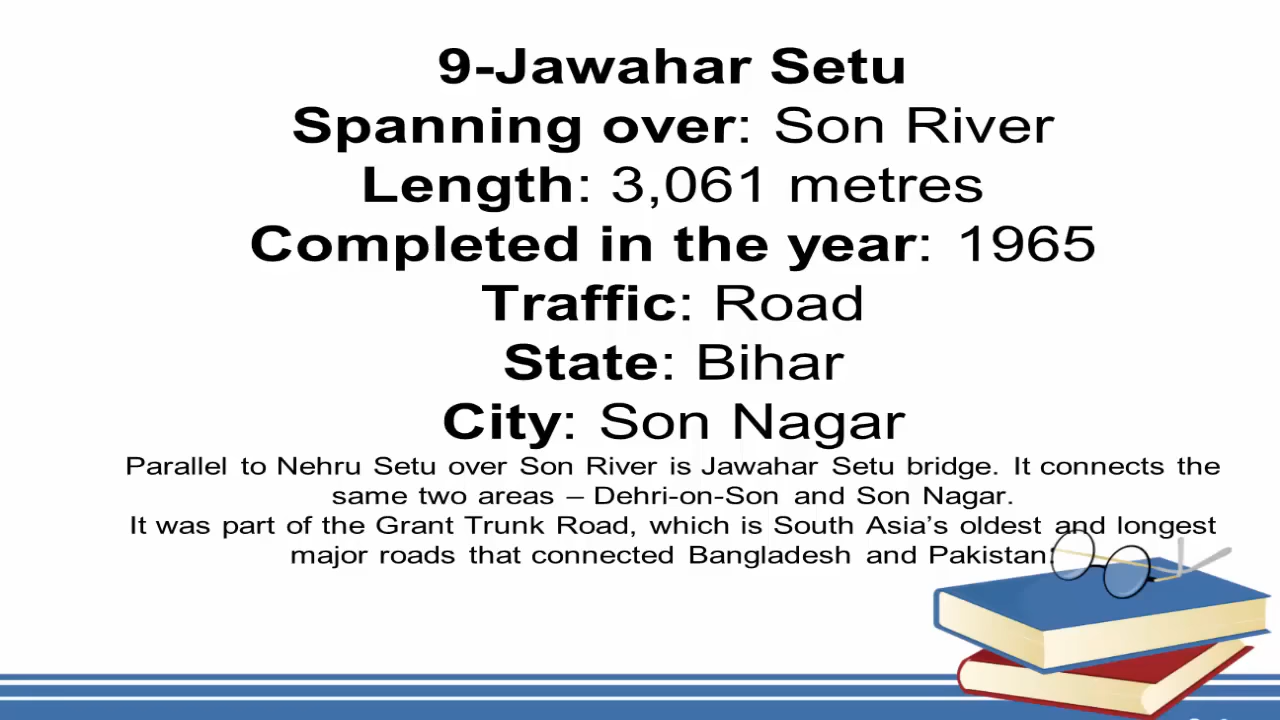 9-Jawahar Setu
Spanning over: Son River
Length: 3,061 metres
Completed in the year: 1965
Traffic: Road
State: Bihar
City: Son Nagar
Parallel to Nehru Setu over Son River is Jawahar Setu bridge. It connects the
same two areas – Dehri-on-Son and Son Nagar.
It was part of the Grant Trunk Road, which is South Asia’s oldest and longest
major roads that connected Bangladesh and Pakistan.